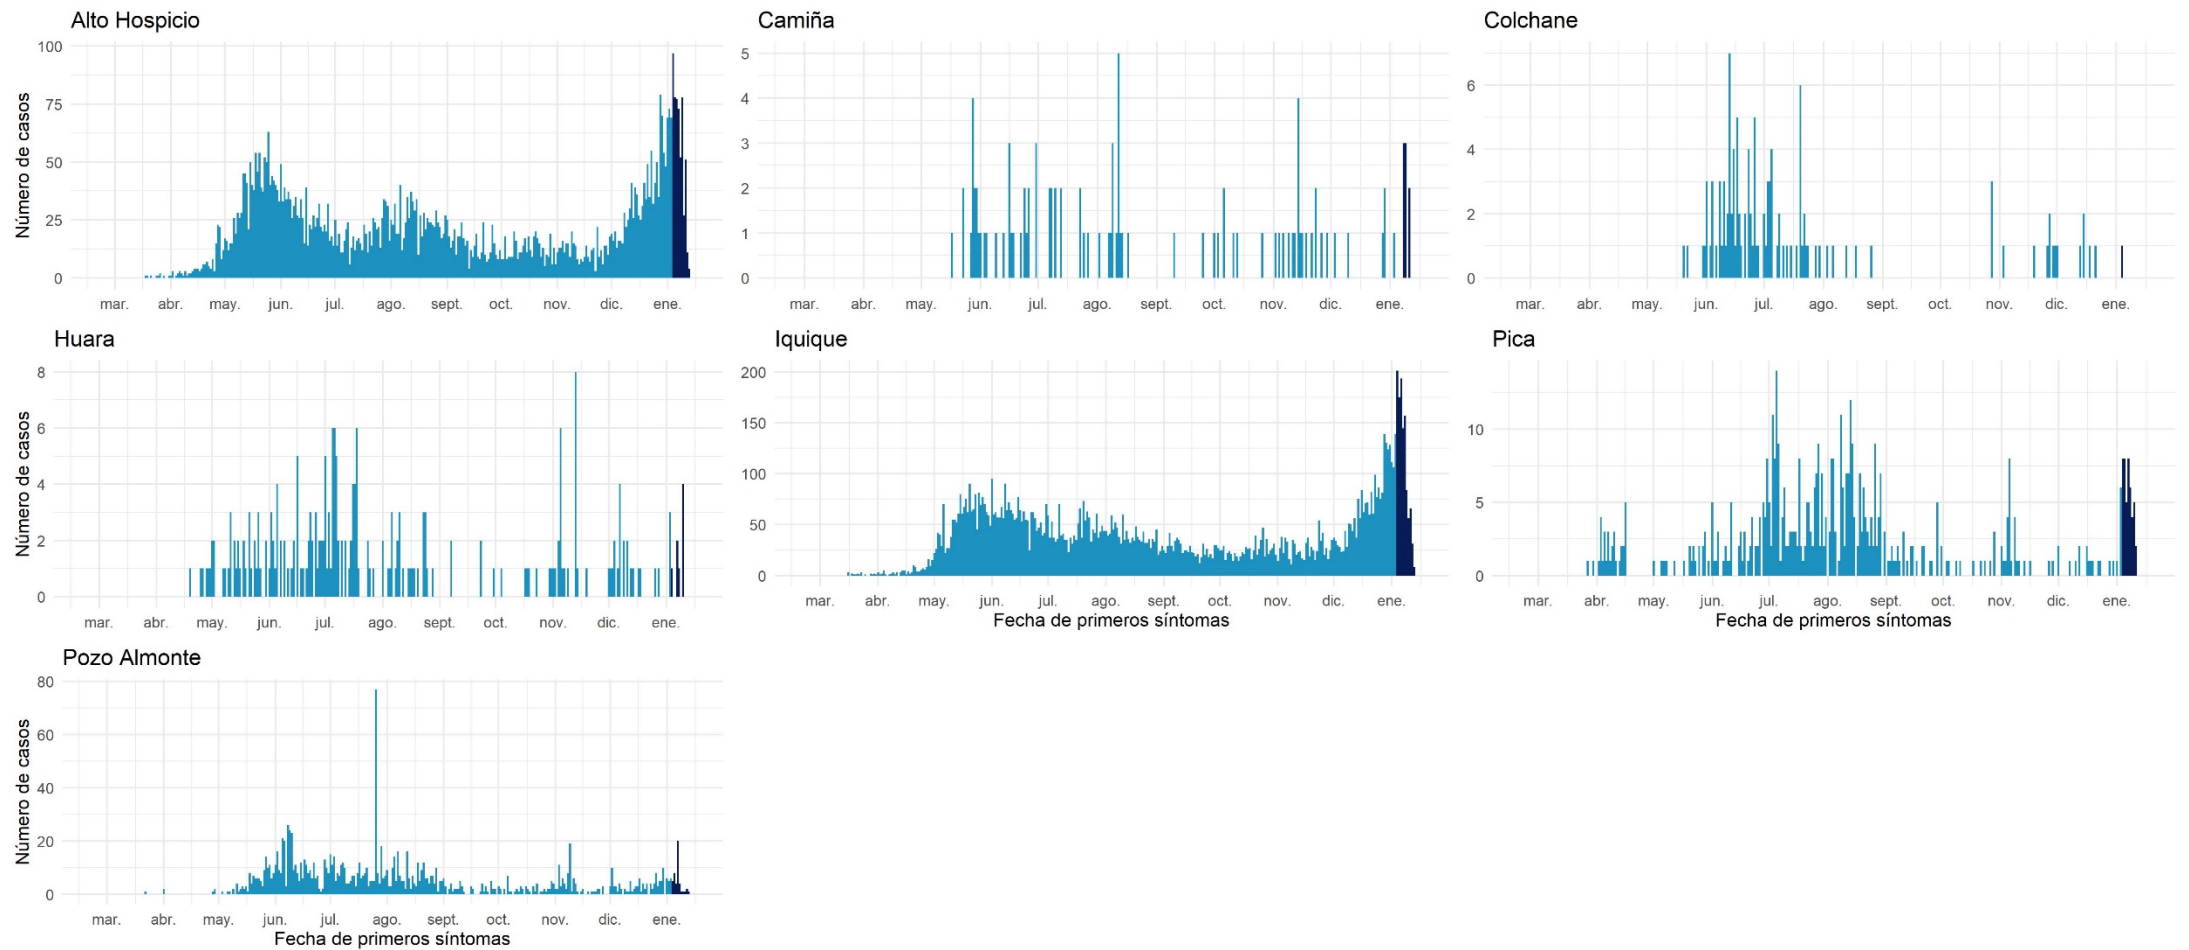 Alto Hospicio
Número de casos
100
75
50
25
0
mar. abr. may. jun. jul. ago. sept. oct. nov. dic. ene.
Camiña
5
4
3
2
1
0
mar. abr. may. jun. jul. ago. sept. oct. nov. dic. ene.
Colchane
6
4
2
0
mar. abr. may. jun. jul. ago. sept. oct. nov. dic. ene.
Huara
Número de casos
8
6
4
2
0
mar. abr. may. jun. jul. ago. sept. oct. nov. dic. ene.
Iquique
200
150
100
50
0
mar. abr. may. jun. jul. ago. sept. oct. nov. dic. ene.
Fecha de primeros síntomas
Pica
10
5
0
mar. abr. may. jun. jul. ago. sept. oct. nov. dic. ene.
Fecha de primeros síntomas
Pozo Almonte
Número de casos
80
60
40
20
0
mar. abr. may. jun. jul. ago. sept. oct. nov. dic. ene.
Fecha de primeros síntomas